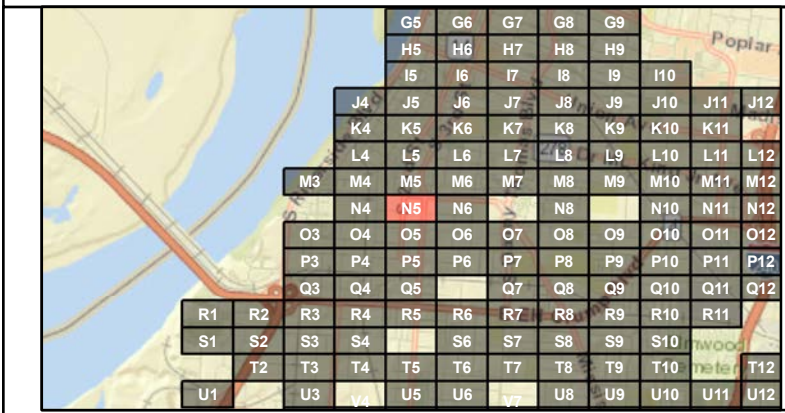 G5 G6 G7 G8 G9
H5 H6 H7 H8 H9
Poplar
I5 I6 I7 I8 I9 I10
J4 J5 J6 J7 J8 J9 J10 J11 J12
K4 K5 K6 K7 K8 K9 K10 K11
L4 L5 L6 L7 L8 L9 L10 L11 L12
M3 M4 M5 M6 M7 M8 M9 M10 M11 M12
N4 N5 N6 N8 N10 N11 N12
O3 O4 O5 O6 O7 O8 O9 O10 O11 O12
P3 P4 P5 P6 P7 P8 P9 P10 P11 P12
Q3 Q4 Q5 Q7 Q8 Q9 Q10 Q11 Q12
R1 R2 R3 R4 R5 R6 R7 R8 R9 R10 R11
S1 S2 S3 S4 S6 S7 S8 S9 S10
T2 T3 T4 T5 T6 T7 T8 T9 T10 T12
U1 U3 V4 U5 U6 V7 U8 U9 U10 U11 U12